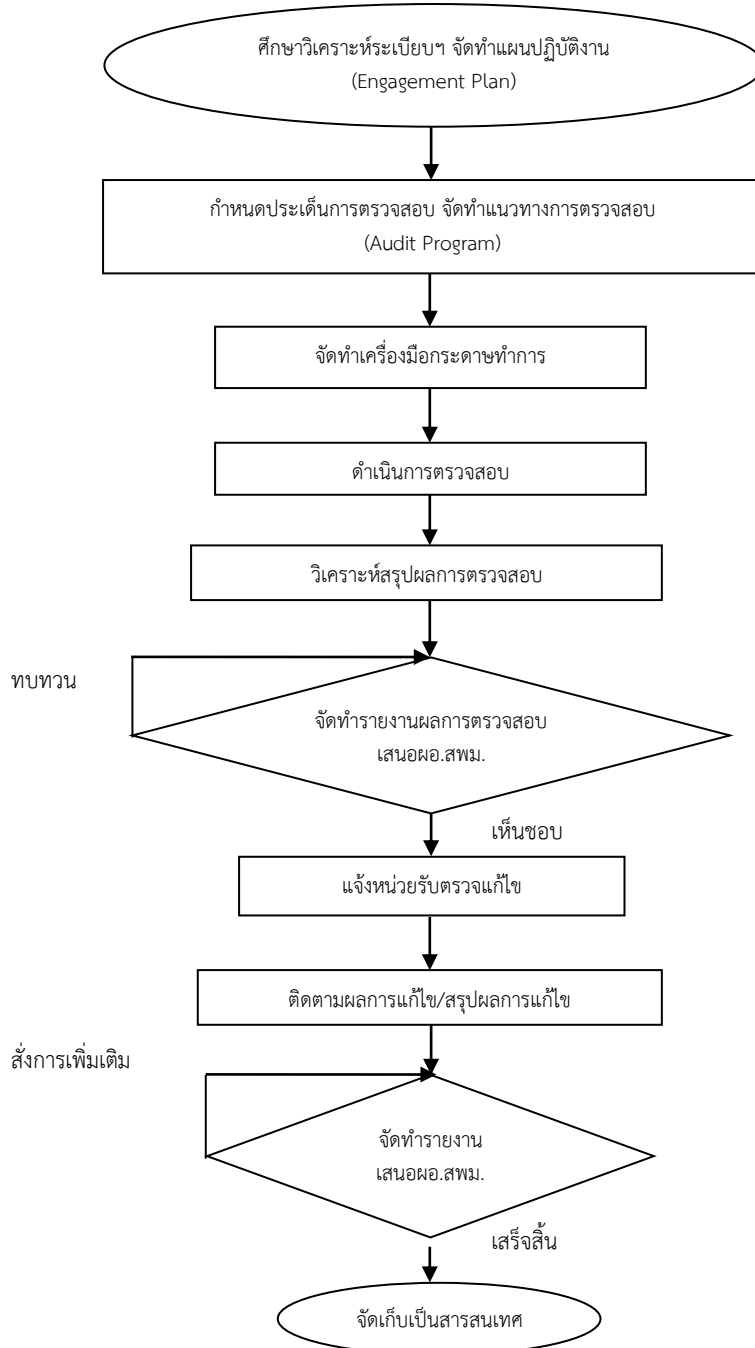 ศึกษาวิเคราะห์ระเบียบฯ จัดทำแผนปฏิบัติงาน
(Engagement Plan)
กำหนดประเด็นการตรวจสอบ จัดทำแนวทางการตรวจสอบ
(Audit Program)
จัดทำเครื่องมือกระดาษทำการ
ดำเนินการตรวจสอบ
วิเคราะห์สรุปผลการตรวจสอบ
ทบทวน
จัดทำรายงานผลการตรวจสอบ
เสนอผอ.สพม.
เห็นชอบ
แจ้งหน่วยรับตรวจแก้ไข
ติดตามผลการแก้ไข/สรุปผลการแก้ไข
สั่งการเพิ่มเติม
จัดทำรายงาน
เสนอผอ.สพม.
เสร็จสิ้น
จัดเก็บเป็นสารสนเทศ